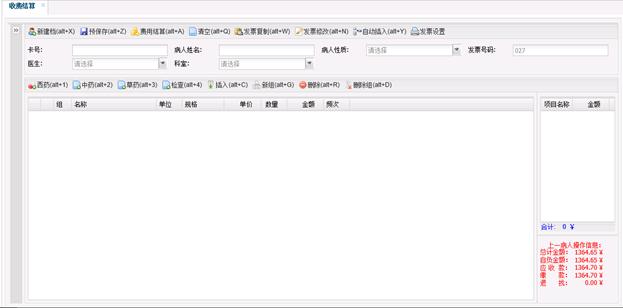 收费结算 ×
新建档(alt+X) 预保存(alt+Z) 费用结算(alt+A) 清空(alt+Q) 发票复制(alt+W) 发票修改(alt+N) 自动插入(alt+Y) 发票设置
卡号: 病人姓名: 病人性质: 请选择 发票号码: 027
医生: 请选择 科室: 请选择
西药(alt+1) 中药(alt+2) 草药(alt+3) 检查(alt+4) 插入(alt+C) 新组(alt+G) 删除(alt+R) 删除组(alt+D)
组 名称 单位 规格 单价 数量 金额 频次
项目名称 金额
合计: 0 ¥
上一病人操作信息:
总计金额: 1364.65 ¥
自负金额: 1364.65 ¥
应收款: 1364.70 ¥
缴款: 1364.70 ¥
退找: 0.00 ¥